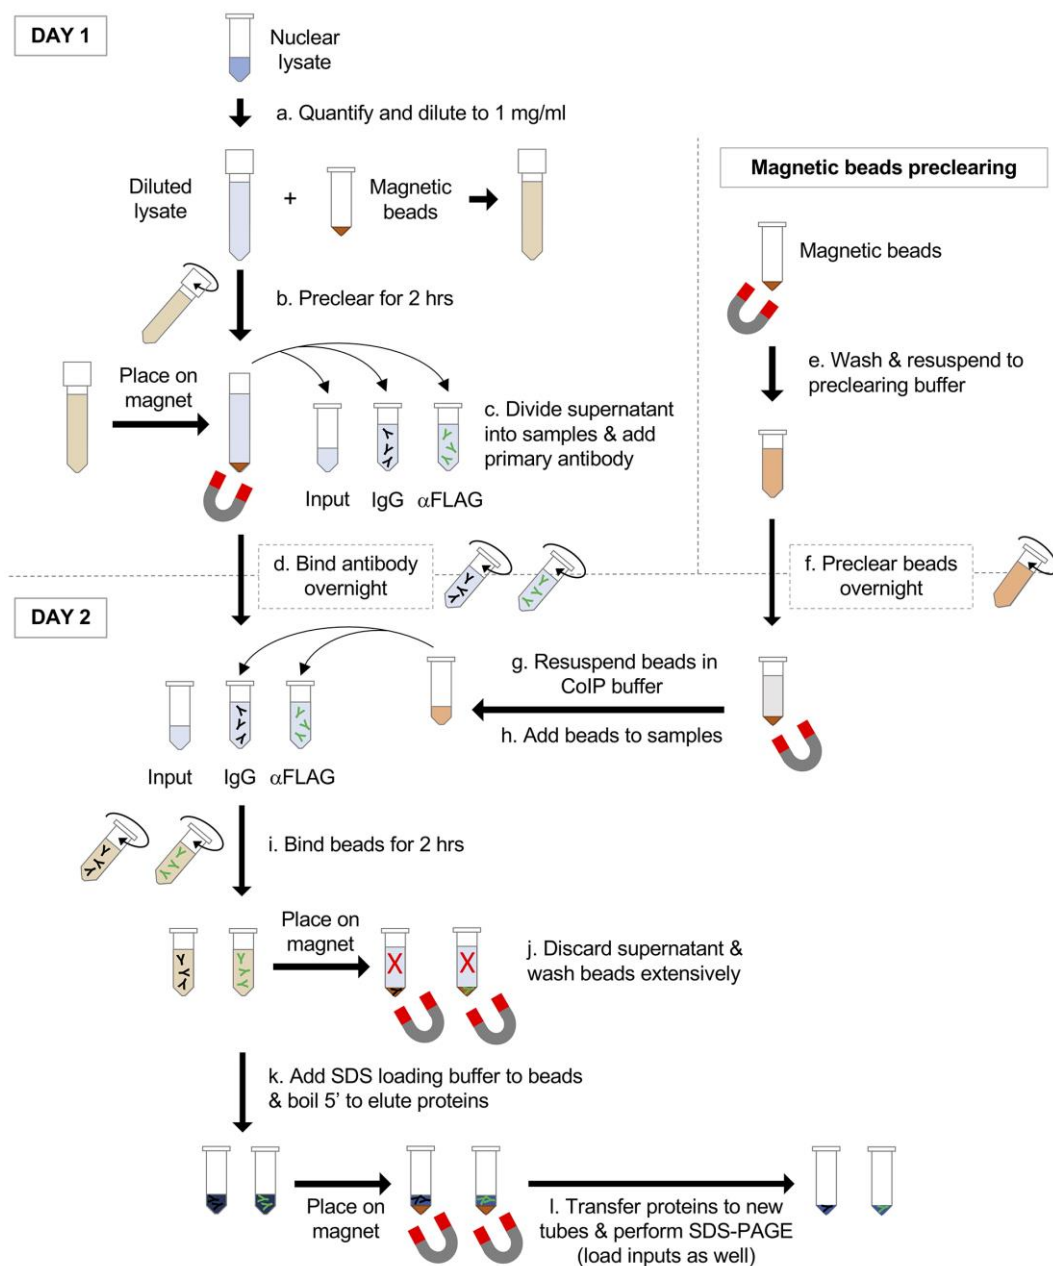 DAY 1
Nuclear
lysate
a. Quantify and dilute to 1 mg/ml
Diluted
lysate
+
Magnetic
beads
b. Preclear for 2 hrs
Place on
magnet
c. Divide supernatant
into samples & add
primary antibody
Input
IgG
αFLAG
d. Bind antibody
overnight
Magnetic beads preclearing
Magnetic beads
e. Wash & resuspend to
preclearing buffer
f. Preclear beads
overnight
DAY 2
g. Resuspend beads in
CoIP buffer
h. Add beads to samples
Input
IgG
αFLAG
i. Bind beads for 2 hrs
Place on
magnet
X
X
j. Discard supernatant &
wash beads extensively
k. Add SDS loading buffer to beads
& boil 5' to elute proteins
Place on
magnet
l. Transfer proteins to new
tubes & perform SDS-PAGE
(load inputs as well)